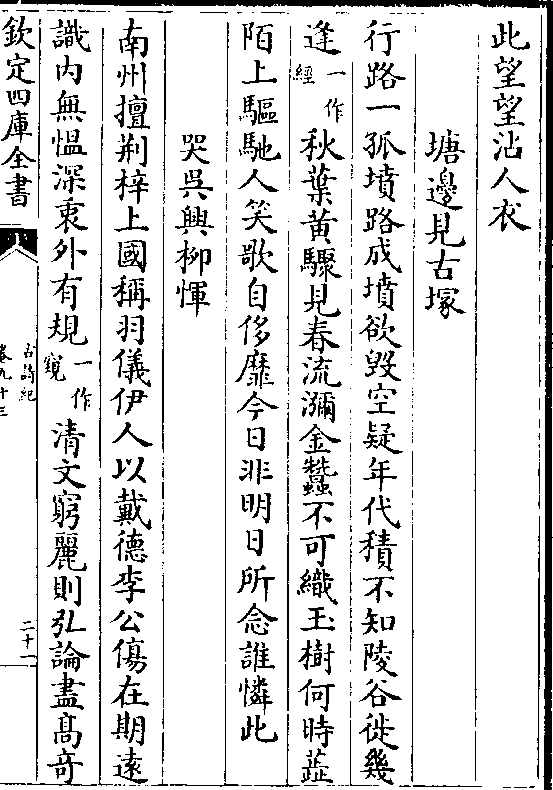 此望望沾人衣
塘邊見古塚
行路一孤墳路成墳欲毀空疑年代積不知陵谷徙幾
逢一作經秋葉黄驟見春流瀰金蠶不可織玉樹何時蘂
陌上驅馳人笑歌自侈靡今日非明日所念誰憐此
哭吳興柳惲
南州擅荆梓上國稱羽儀伊人以戴德李公傷在期遠
識内無愠深衷外有規一作窺清文窮麗則弘論盡髙奇
欽定四庫全書
古詩紀
卷九十三
二十一